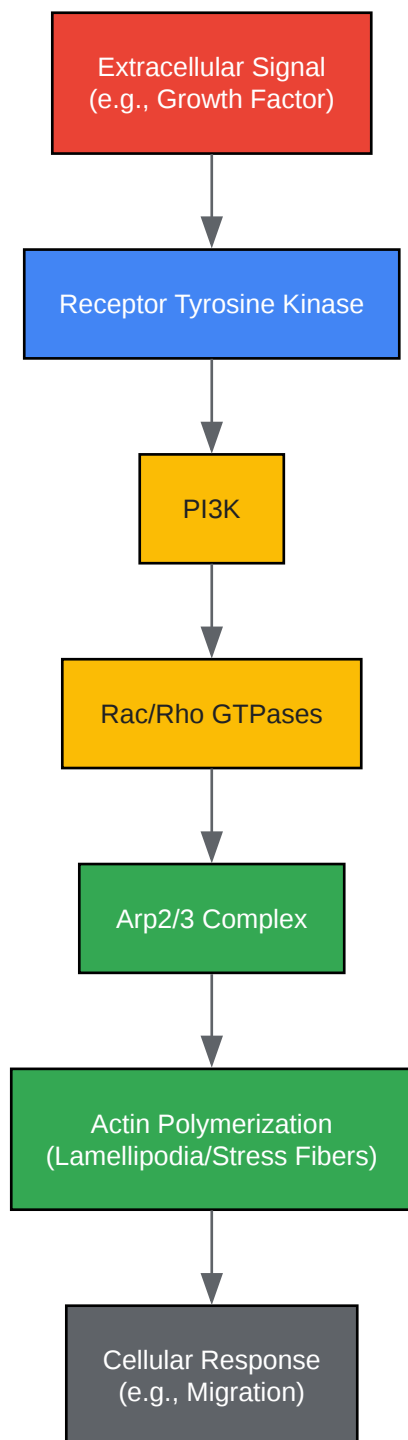 Extracellular Signal
(e.g., Growth Factor)
Receptor Tyrosine Kinase
PI3K
Rac/Rho GTPases
Arp2/3 Complex
Actin Polymerization
(Lamellipodia/Stress Fibers)
Cellular Response
(e.g., Migration)